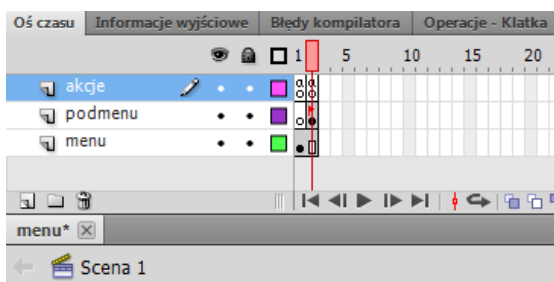 Oś czasu Informacje wyjściowe Błędy kompilatora Operacje - Klatka
1 5 10 15 20
akcje
podmenu
menu
menu*
Scena 1